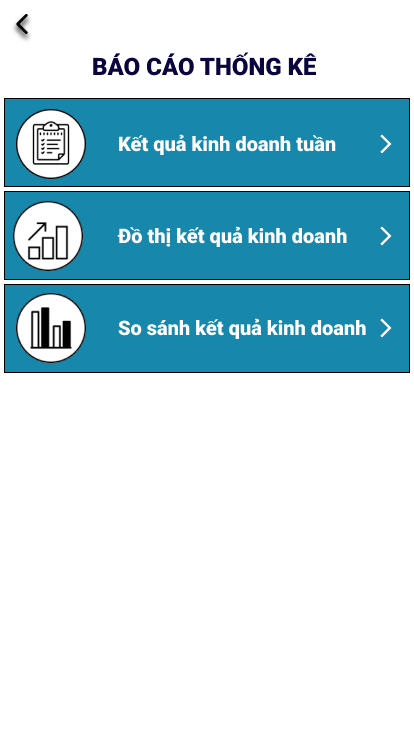 BÁO CÁO THỐNG KÊ
Kết quả kinh doanh tuần
Đồ thị kết quả kinh doanh
So sánh kết quả kinh doanh